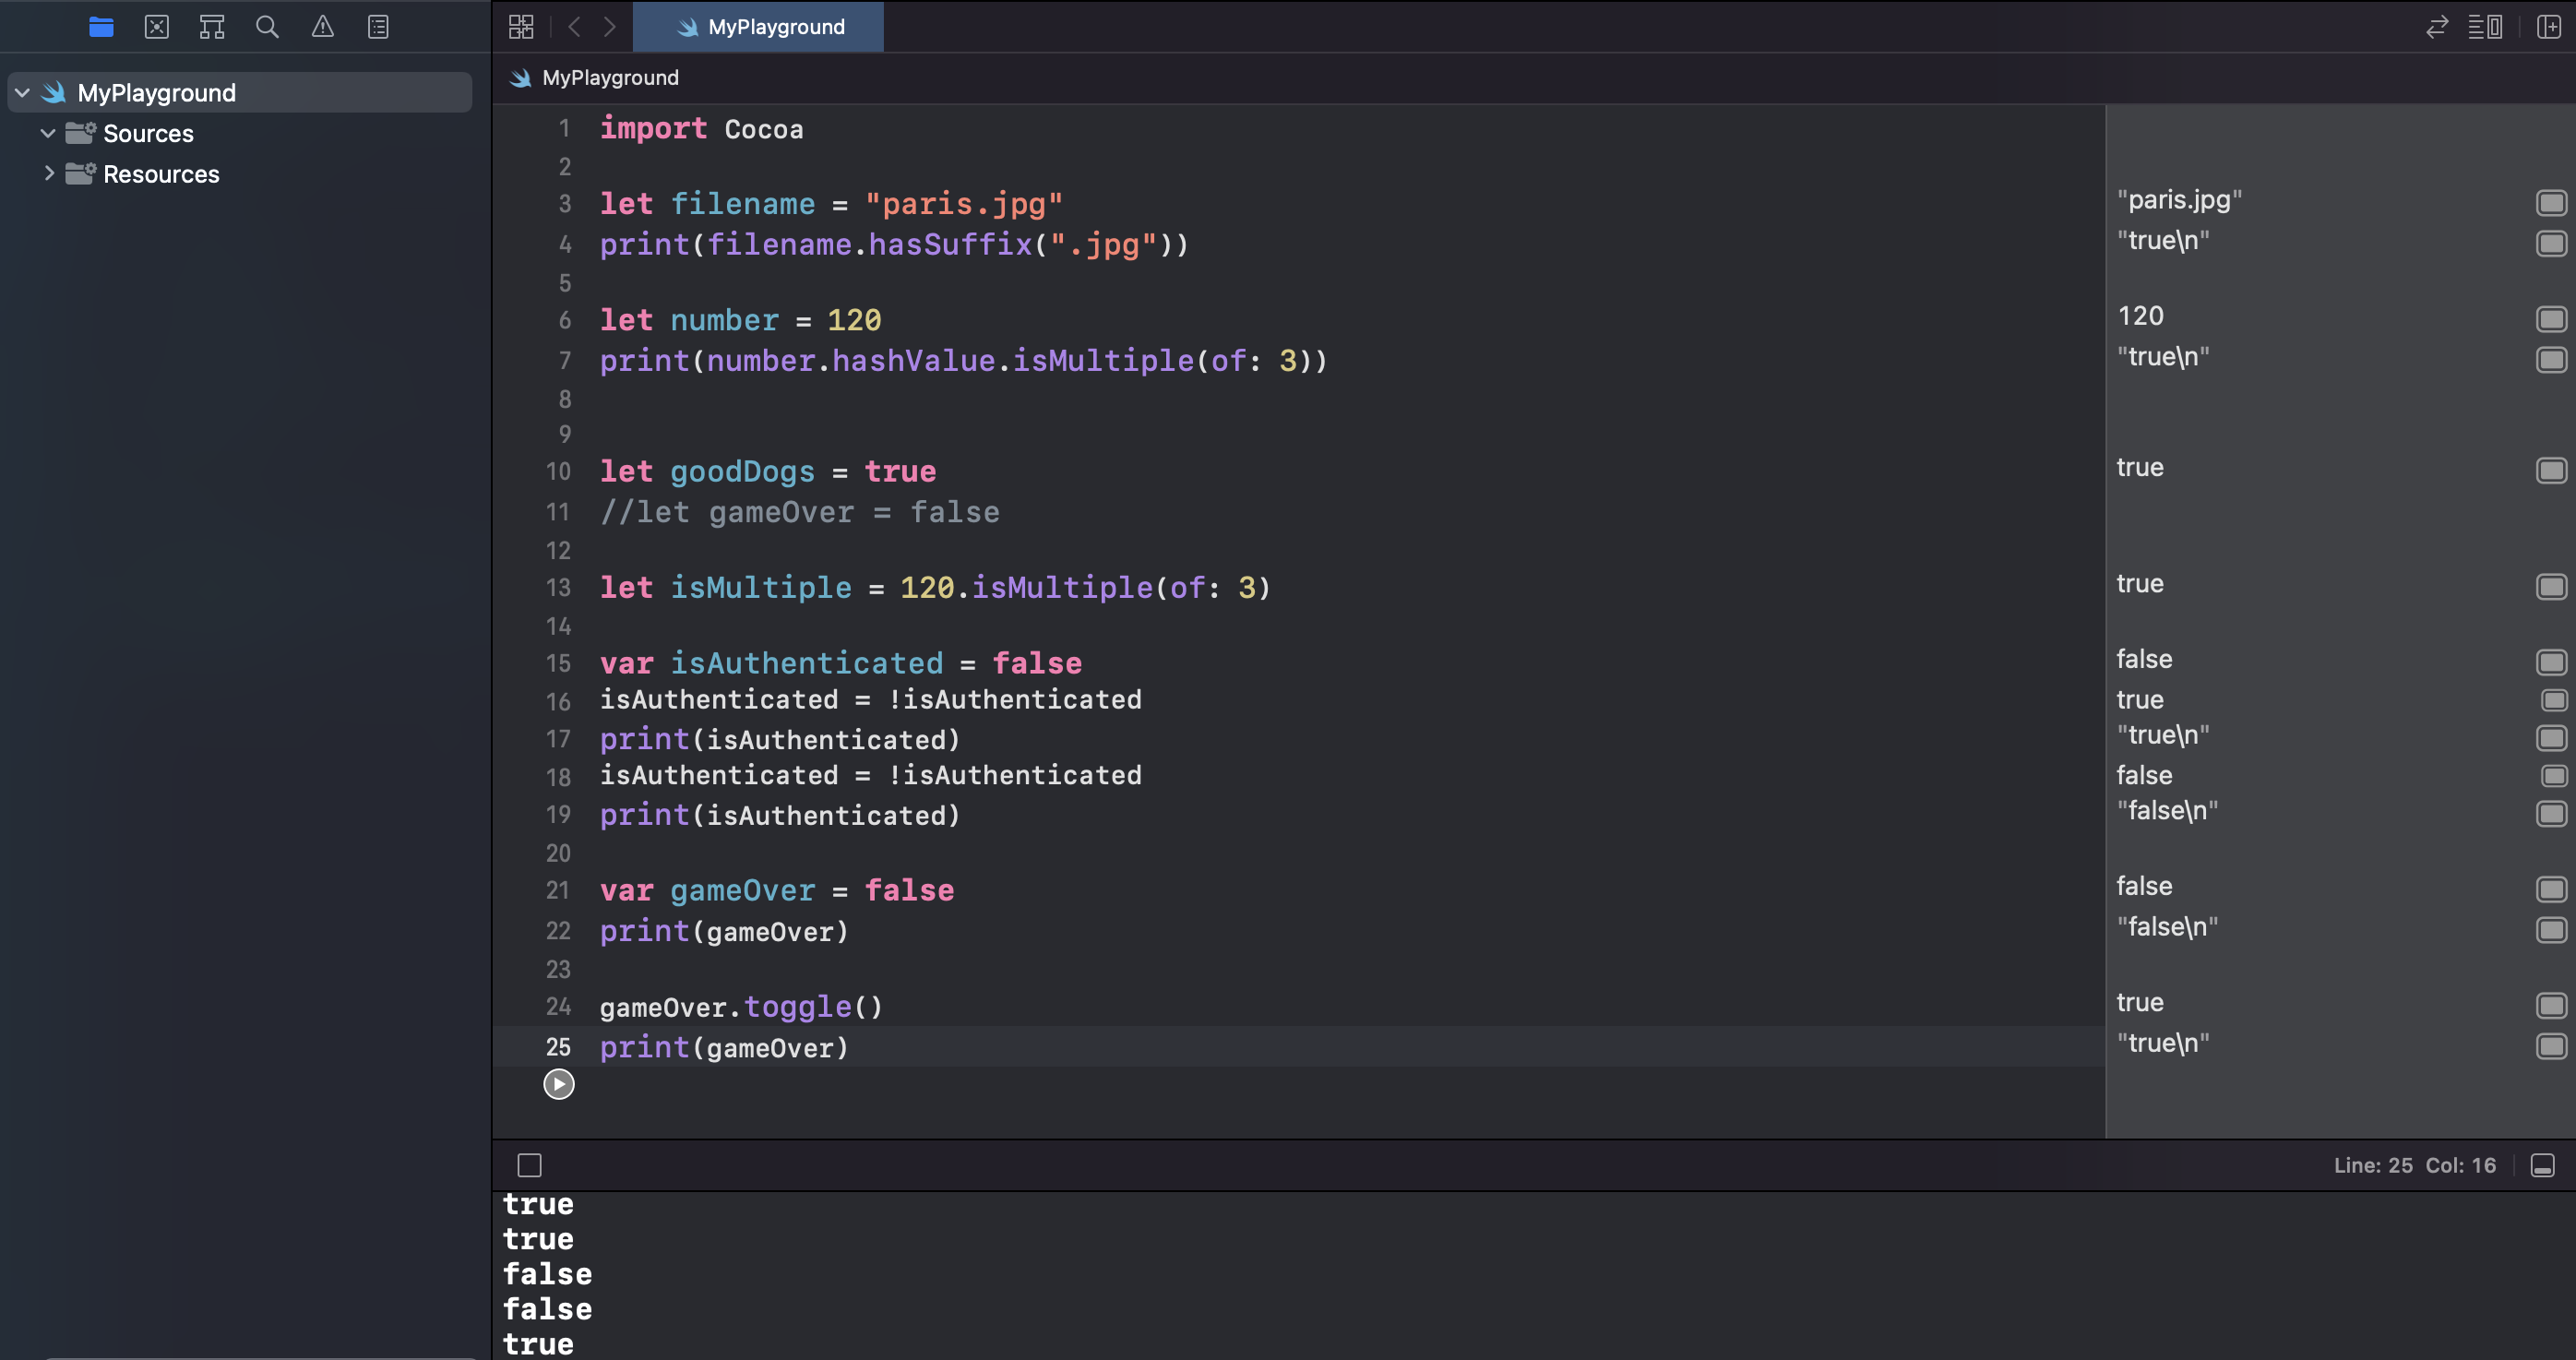 MyPlayground
MyPlayground
Sources
Resources
MyPlayground
1 import Cocoa
2
3 let filename = "paris.jpg"
4 print(filename.hasSuffix(".jpg"))
5
6 let number = 120
7 print(number.hashValue.isMultiple(of: 3))
8
9
10 let goodDogs = true
11 //let gameOver = false
12
13 let isMultiple = 120.isMultiple(of: 3)
14
15 var isAuthenticated = false
16 isAuthenticated = !isAuthenticated
17 print(isAuthenticated)
18 isAuthenticated = !isAuthenticated
19 print(isAuthenticated)
20
21 var gameOver = false
22 print(gameOver)
23
24 gameOver.toggle()
25 print(gameOver)
"paris.jpg"
"true\n"
120
"true\n"
true
true
false
true
"true\n"
false
"false\n"
false
"false\n"
true
"true\n"
Line: 25 Col: 16
true
true
false
false
true